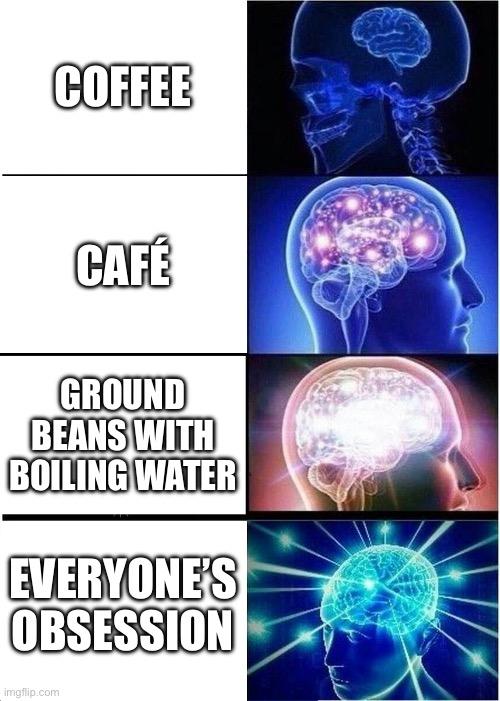 COFFEE
CAFÉ
GROUND
BEANS WITH
BOILING WATER
EVERYONE'S
OBSESSION
imgflip.com